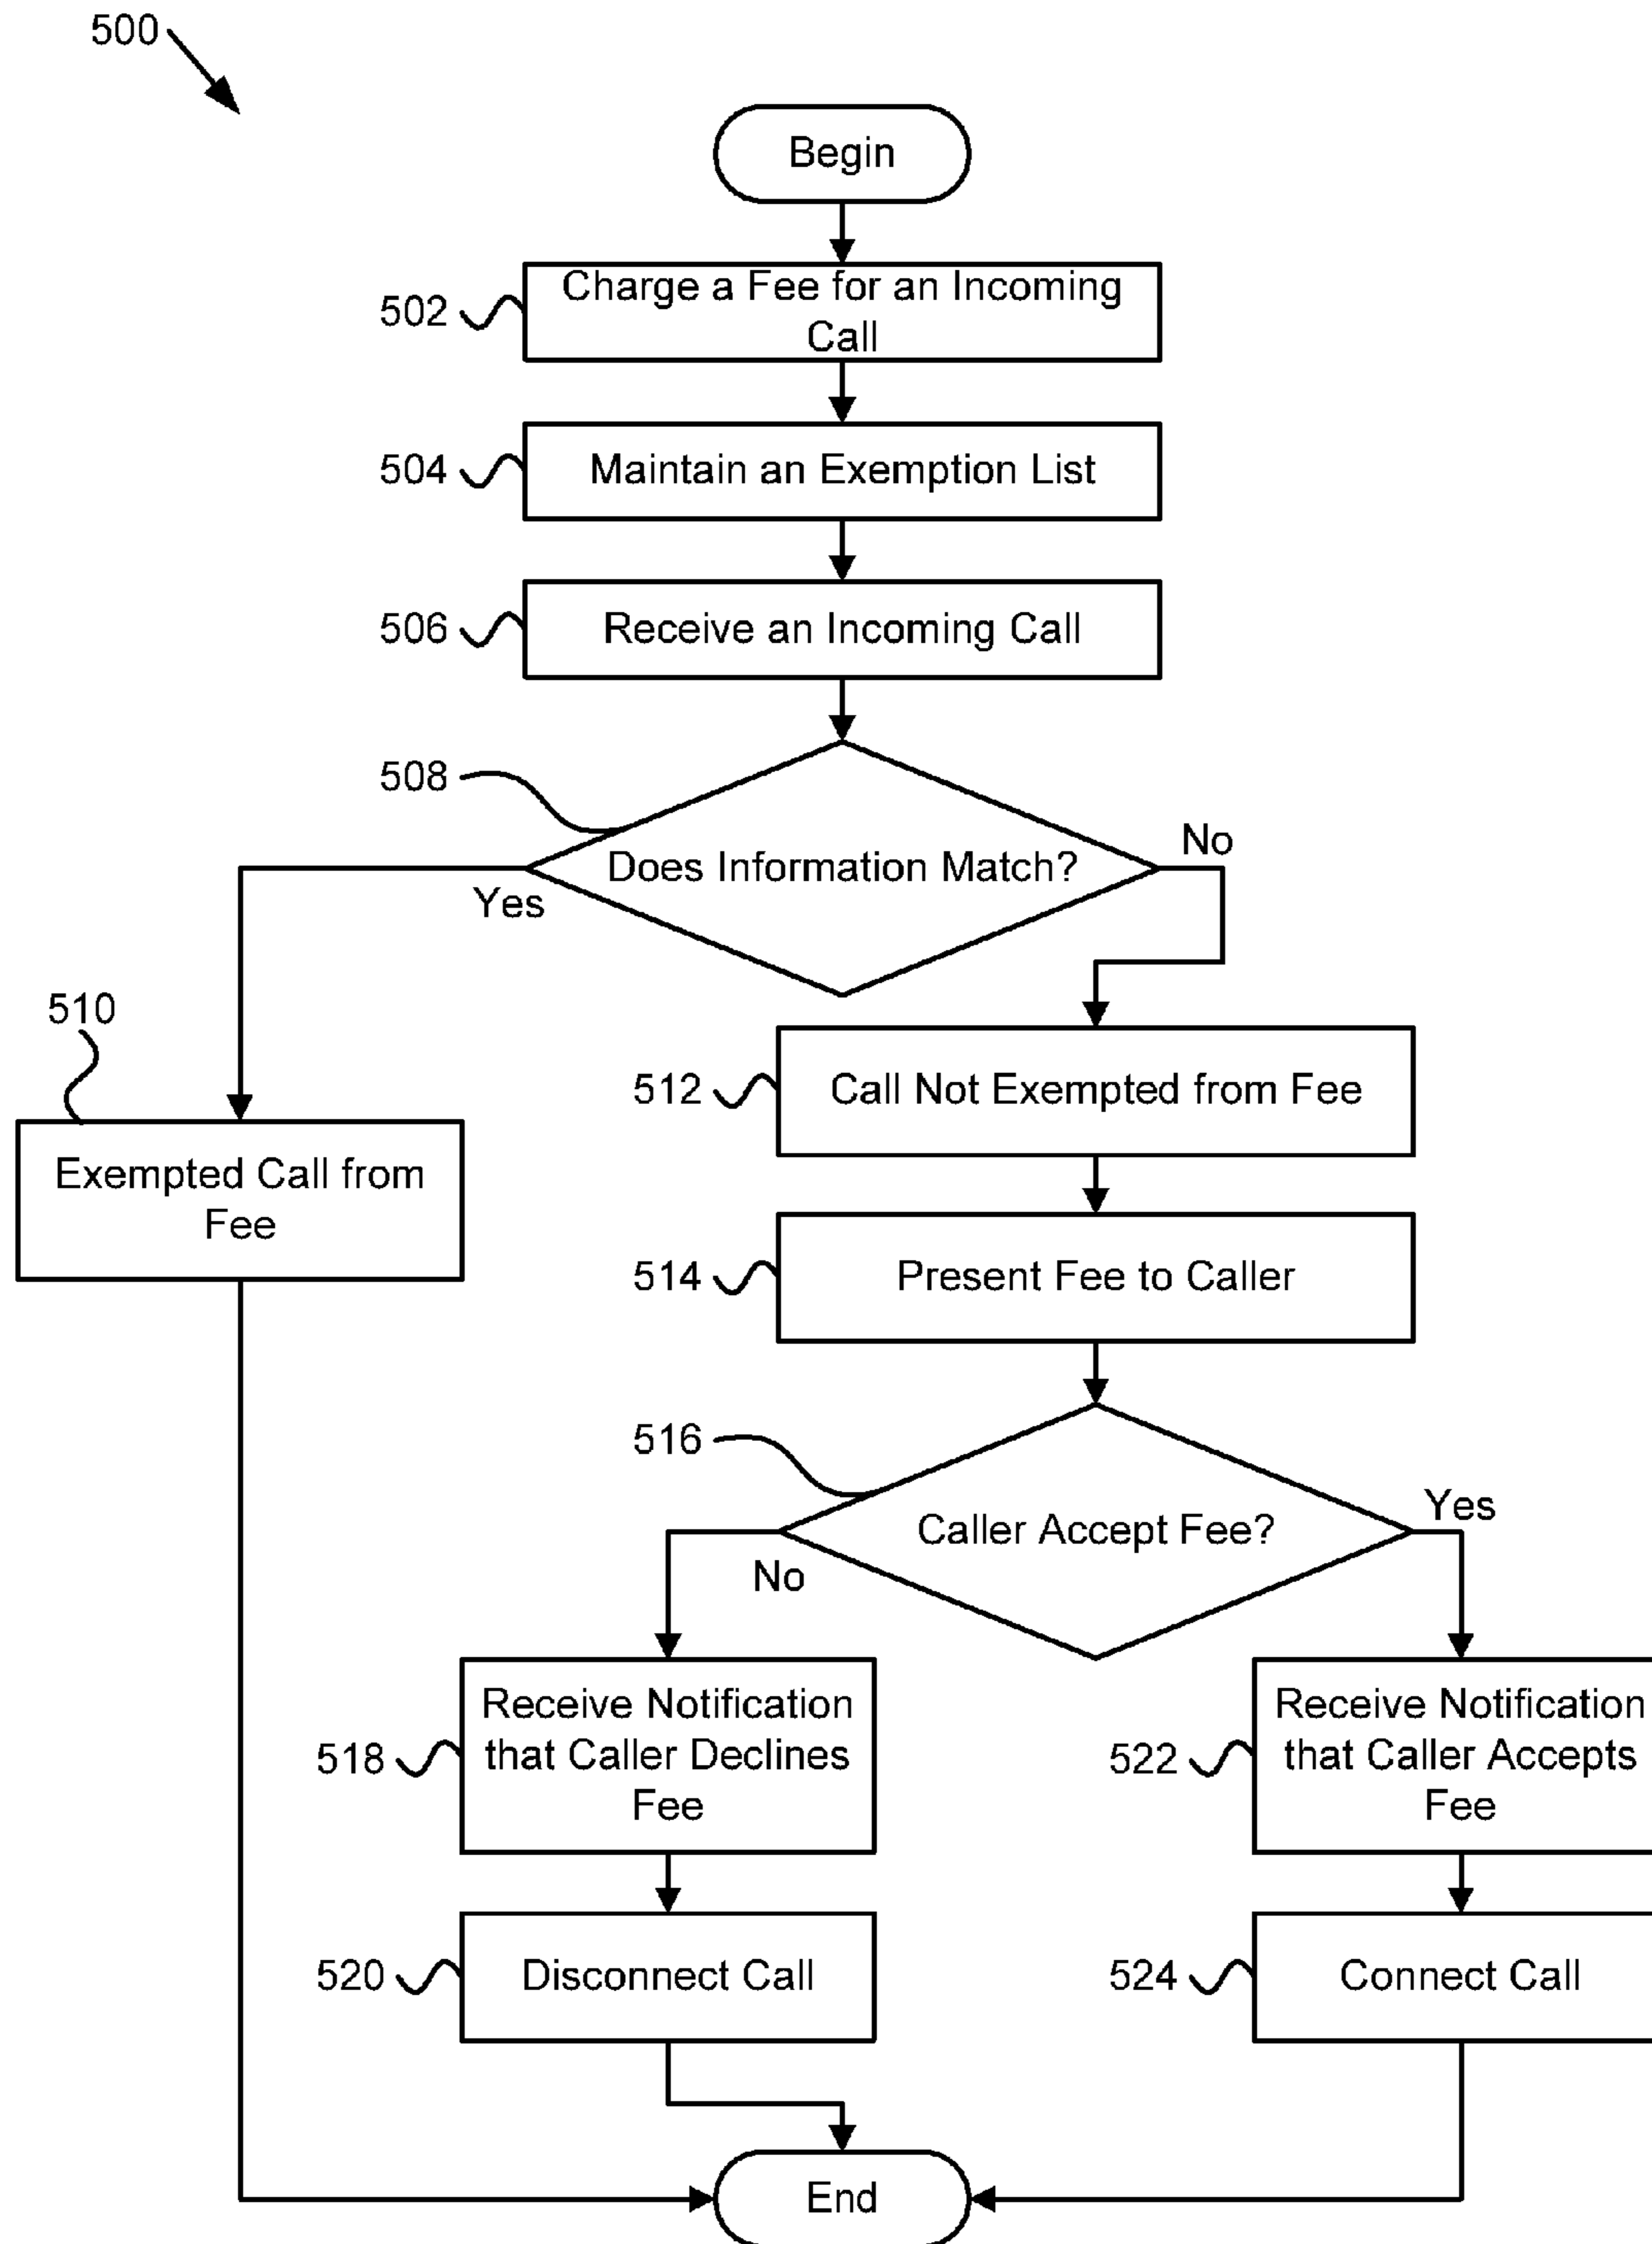 500
Begin
502
Charge a Fee for an Incoming
Call
504
Maintain an Exemption List
506
Receive an Incoming Call
508
Does Information Match?
No
Yes
510
Exempted Call from
Fee
512
Call Not Exempted from Fee
514
Present Fee to Caller
516
Caller Accept Fee?
Yes
No
518
Receive Notification
that Caller Declines
Fee
522
Receive Notification
that Caller Accepts
Fee
520
Disconnect Call
524
Connect Call
End